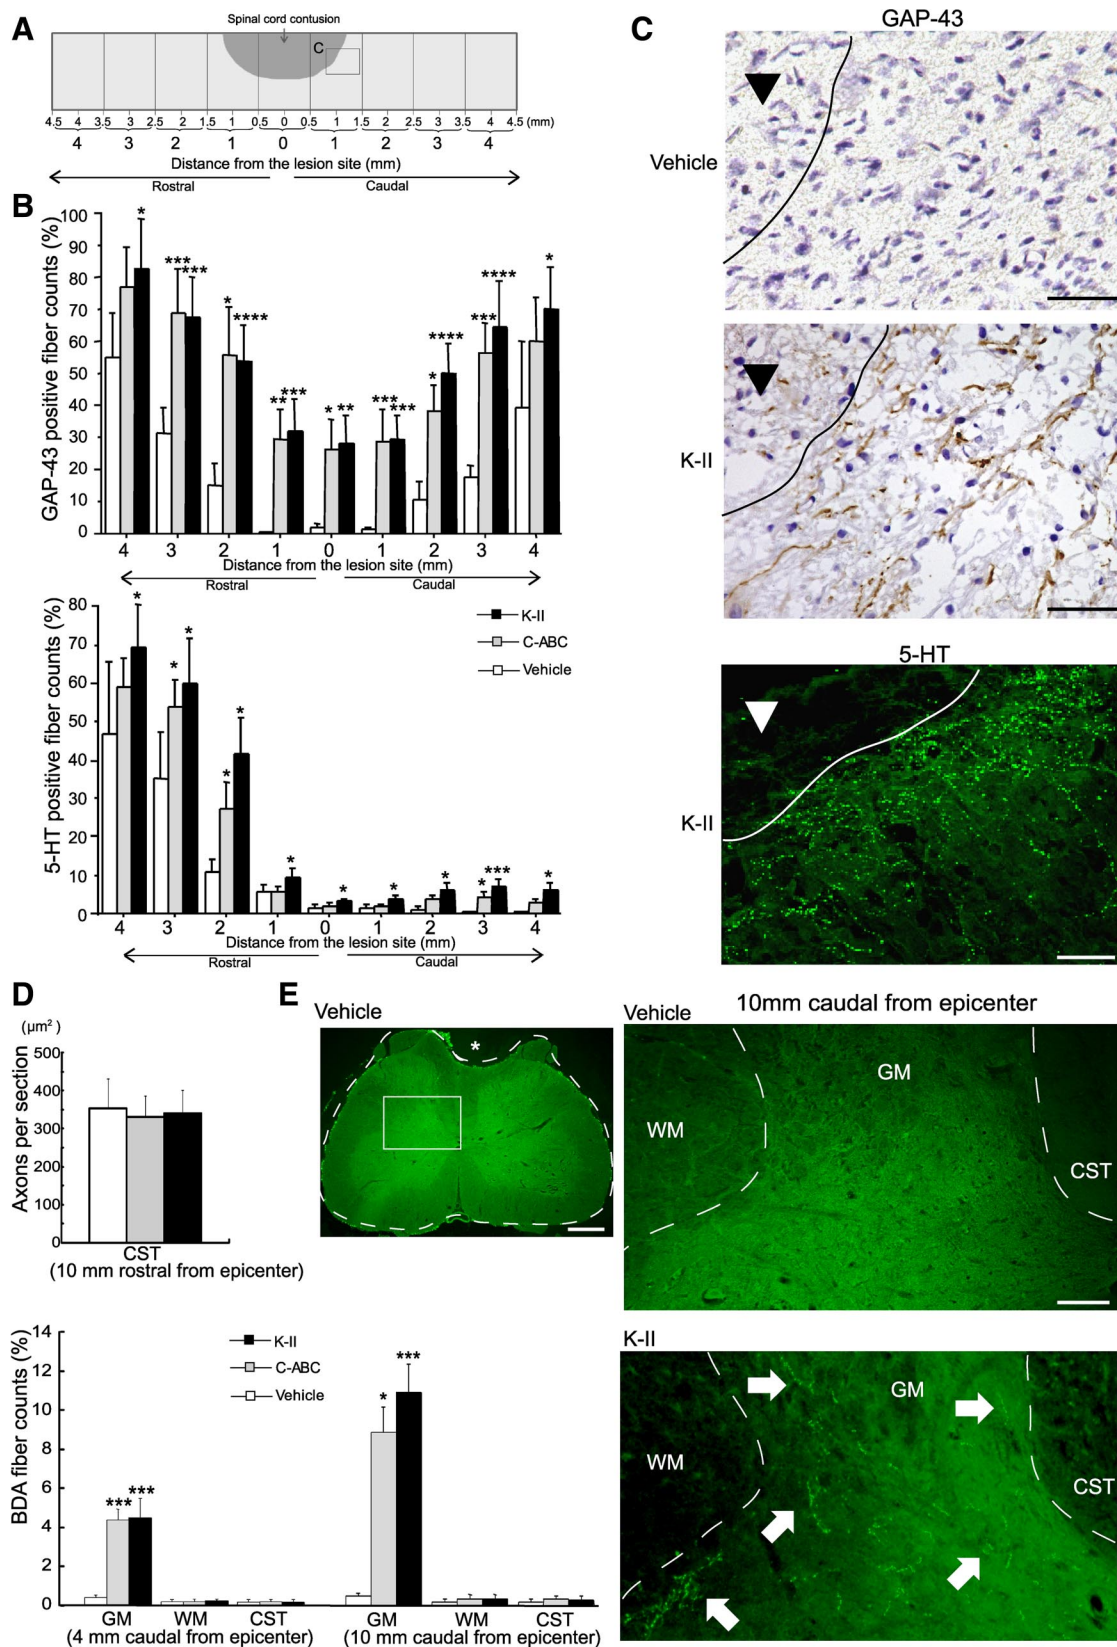 A
Spinal cord contusion
C
4.5 4 3.5 3 2.5 2 1.5 1 0.5 0 0.5 1 1.5 2 2.5 3 3.5 4 4.5 (mm)
4 3 2 1 0 1 2 3 4
Distance from the lesion site (mm)
Rostral
Caudal
B
GAP-43 positive fiber counts (%)
100
90
80
70
60
50
40
30
20
10
0
* *** *** * **** ** *** * ** *** *** * **** *** **** *
4 3 2 1 0 1 2 3 4
Distance from the lesion site (mm)
Rostral
Caudal
5-HT positive fiber counts (%)
80
70
60
50
40
30
20
10
0
* * * * * * * * * * *** *
K-II
C-ABC
Vehicle
4 3 2 1 0 1 2 3 4
Distance from the lesion site (mm)
Rostral
Caudal
C
GAP-43
Vehicle
K-II
5-HT
K-II
D
(µm²)
Axons per section
500
400
300
200
100
0
CST
(10 mm rostral from epicenter)
BDA fiber counts (%)
14
12
10
8
6
4
2
0
K-II
C-ABC
Vehicle
*** *** * ***
GM WM CST GM WM CST
(4 mm caudal from epicenter) (10 mm caudal from epicenter)
E
Vehicle
*
Vehicle
10mm caudal from epicenter
GM
WM
CST
K-II
GM
WM
CST